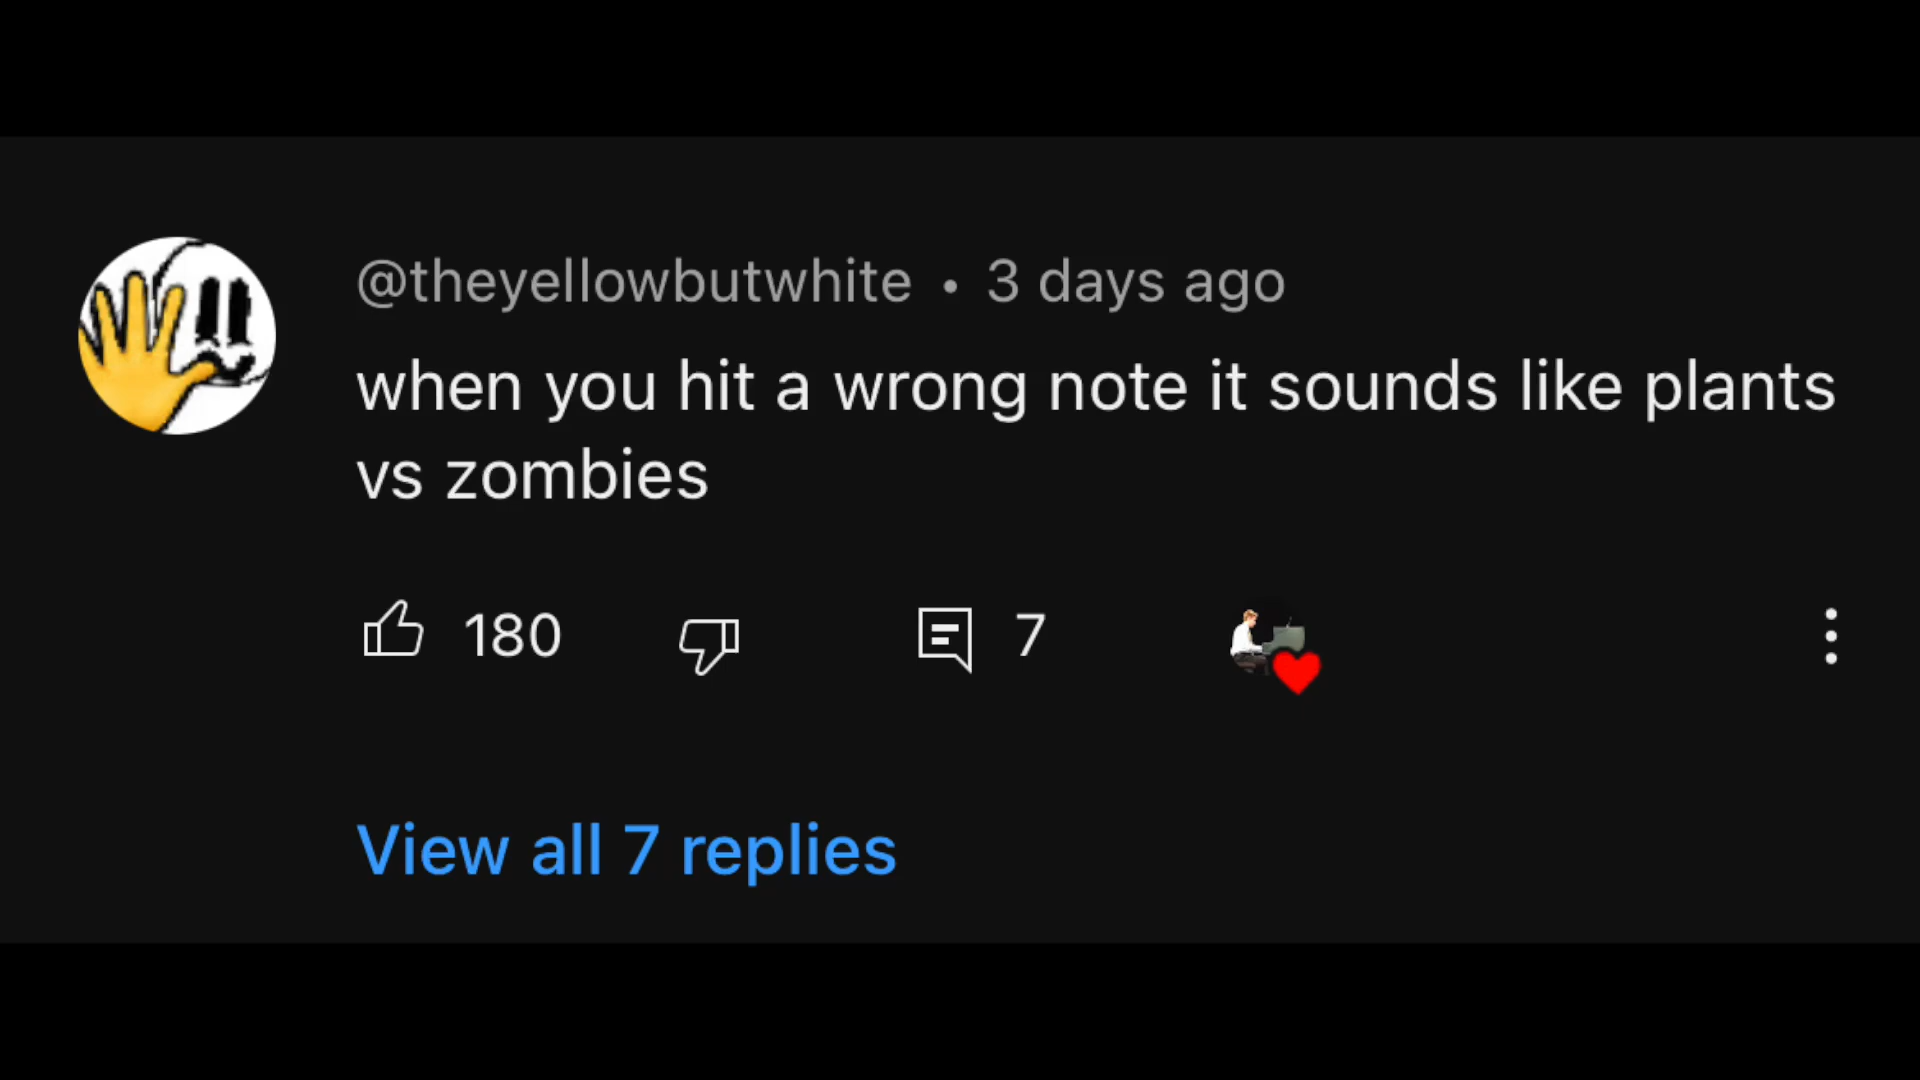 @theyellowbutwhite • 3 days ago
when you hit a wrong note it sounds like plants
vs zombies
180 7
View all 7 replies